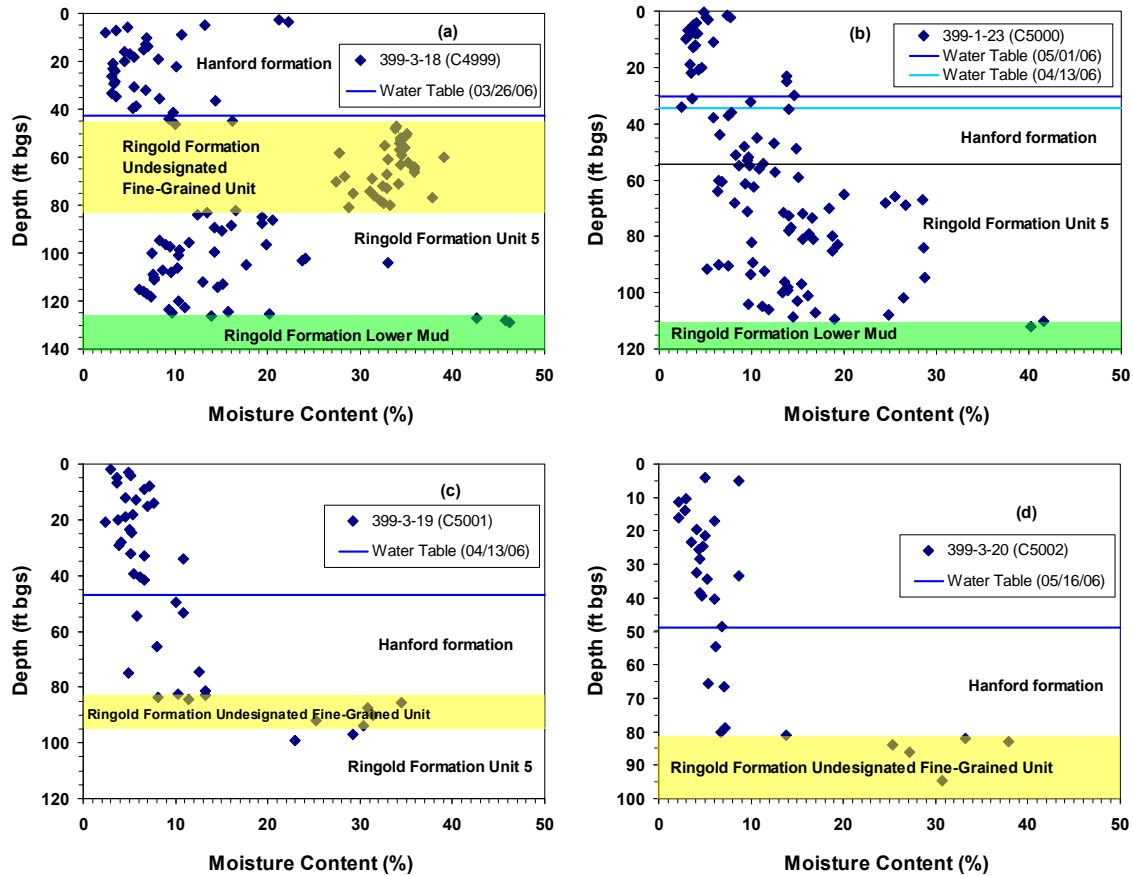 (a)
399-3-18 (C4999)
Water Table (03/26/06)
Hanford formation
Ringold Formation
Undesignated
Fine-Grained Unit
Ringold Formation Unit 5
Ringold Formation Lower Mud
Depth (ft bgs)
0
20
40
60
80
100
120
140
0 10 20 30 40 50
Moisture Content (%)
(b)
399-1-23 (C5000)
Water Table (05/01/06)
Water Table (04/13/06)
Hanford formation
Ringold Formation Unit 5
Ringold Formation Lower Mud
Depth (ft bgs)
0
20
40
60
80
100
120
0 10 20 30 40 50
Moisture Content (%)
(c)
399-3-19 (C5001)
Water Table (04/13/06)
Hanford formation
Ringold Formation Undesignated Fine-Grained Unit
Ringold Formation Unit 5
Depth (ft bgs)
0
20
40
60
80
100
120
0 10 20 30 40 50
Moisture Content (%)
(d)
399-3-20 (C5002)
Water Table (05/16/06)
Hanford formation
Ringold Formation Undesignated Fine-Grained Unit
Depth (ft bgs)
0
10
20
30
40
50
60
70
80
90
100
0 10 20 30 40 50
Moisture Content (%)